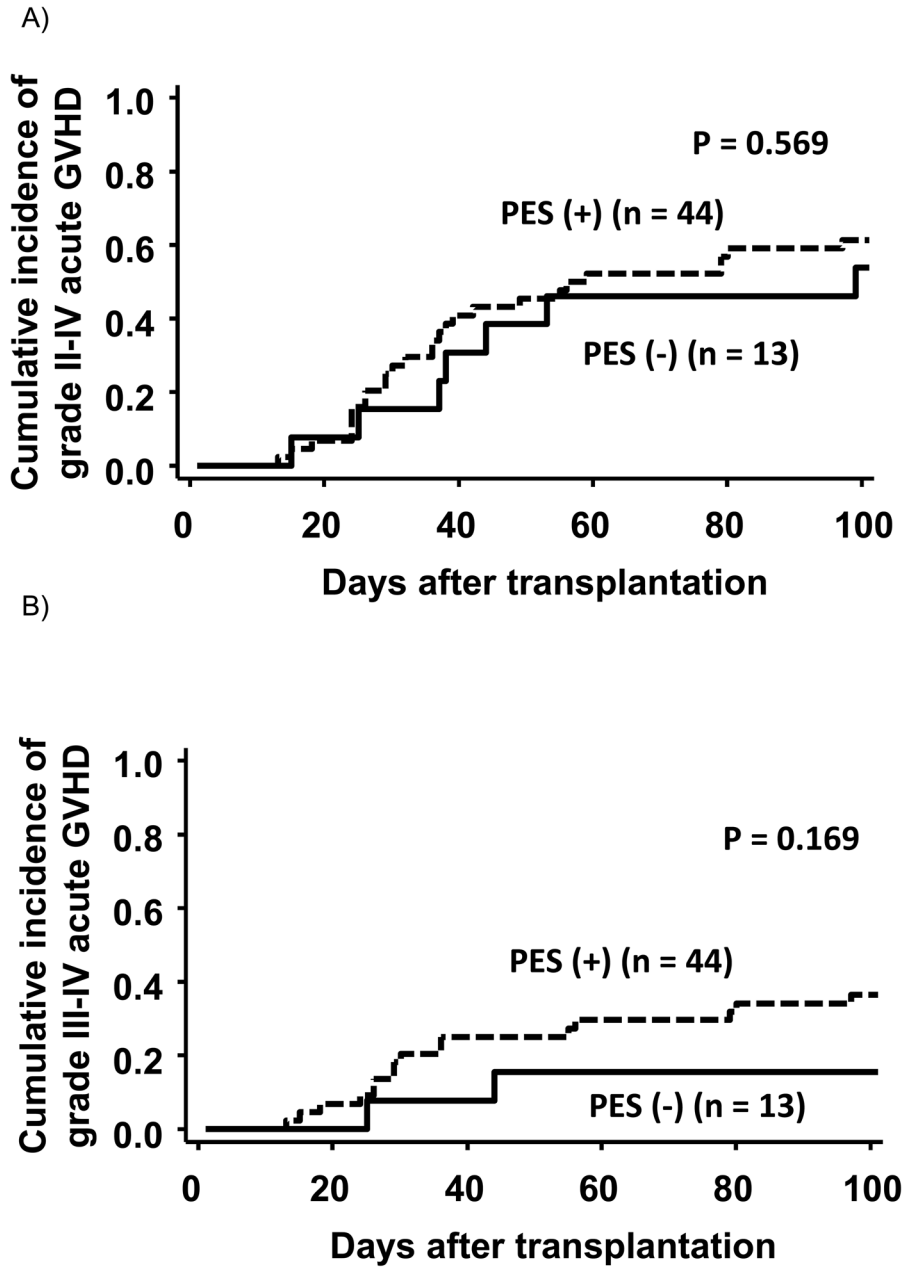 A)
Cumulative incidence of
grade II-IV acute GVHD
1.0
0.8
0.6
0.4
0.2
0.0
P = 0.569
PES (+) (n = 44)
PES (-) (n = 13)
0 20 40 60 80 100
Days after transplantation
B)
Cumulative incidence of
grade III-IV acute GVHD
1.0
0.8
0.6
0.4
0.2
0.0
P = 0.169
PES (+) (n = 44)
PES (-) (n = 13)
0 20 40 60 80 100
Days after transplantation